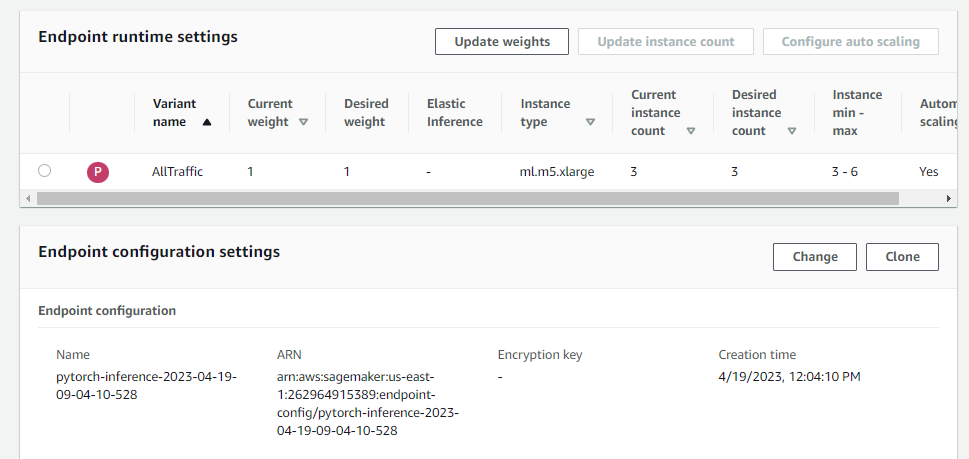 Endpoint runtime settings
Update weights
Update instance count
Configure auto scaling
Variant name
Current weight
Desired weight
Elastic Inference
Instance type
Current instance count
Desired instance count
Instance min - max
Autom scaling
P AllTraffic 1 1 - ml.m5.xlarge 3 3 3 - 6 Yes
Endpoint configuration settings
Change
Clone
Endpoint configuration
Name
pytorch-inference-2023-04-19-
09-04-10-528
ARN
arn:aws:sagemaker:us-east-
1:262964915389:endpoint-
config/pytorch-inference-2023-
04-19-09-04-10-528
Encryption key
-
Creation time
4/19/2023, 12:04:10 PM